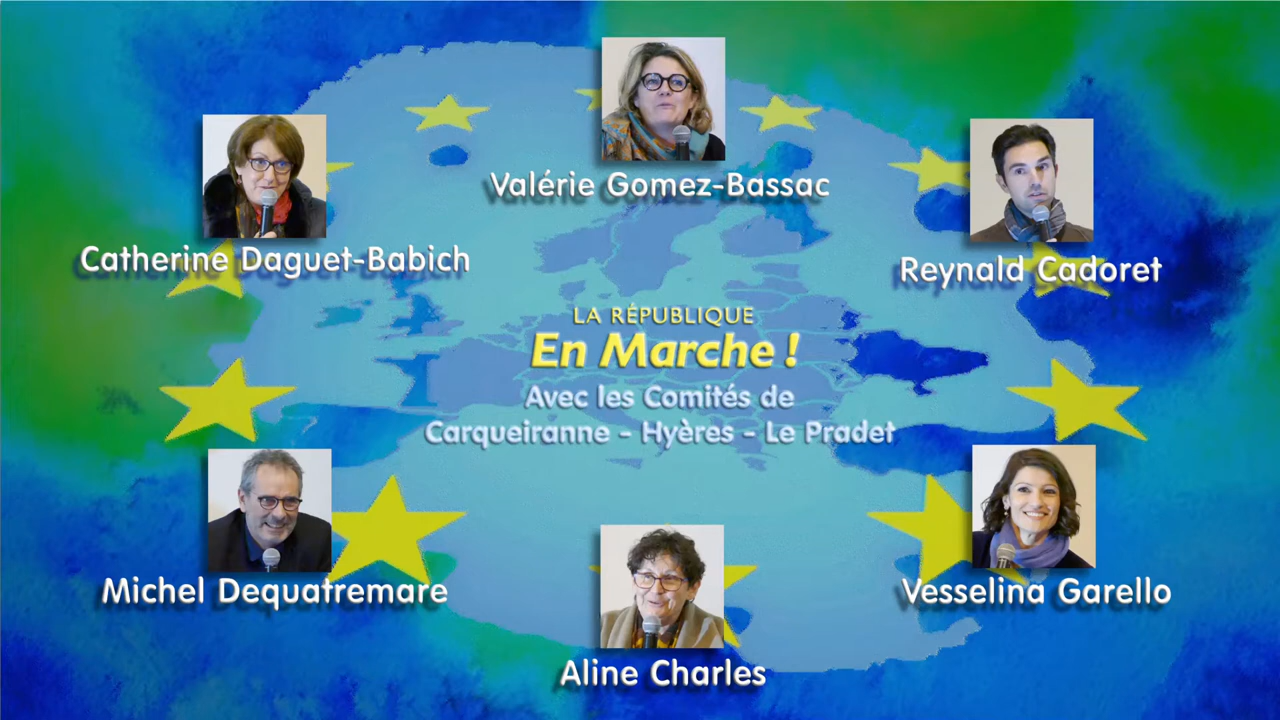 Valérie Gomez-Bassac
Catherine Daguet-Babich
Reynald Cadoret
LA RÉPUBLIQUE
En Marche !
Avec les Comités de
Carqueiranne - Hyères - Le Pradet
Michel Dequatremare
Vesselina Garello
Aline Charles